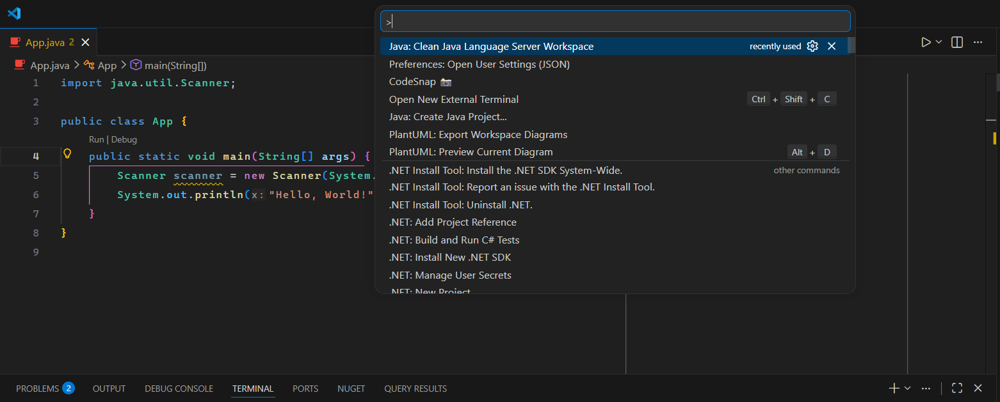 >
App.java 2
Java: Clean Java Language Server Workspace recently used
App.java > App > main(String[])
Preferences: Open User Settings (JSON)
1 import java.util.Scanner;
CodeSnap 📸
2
Open New External Terminal Ctrl + Shift + C
3 public class App {
Java: Create Java Project...
Run | Debug
PlantUML: Export Workspace Diagrams
4 public static void main(String[] args) {
PlantUML: Preview Current Diagram Alt + D
5 Scanner scanner = new Scanner(System.
.NET Install Tool: Install the .NET SDK System-Wide. other commands
6 System.out.println(x: "Hello, World!"
.NET Install Tool: Report an issue with the .NET Install Tool.
7 }
.NET Install Tool: Uninstall .NET.
8 }
.NET: Add Project Reference
9
.NET: Build and Run C# Tests
.NET: Install New .NET SDK
.NET: Manage User Secrets
.NET: New Project
PROBLEMS 2 OUTPUT DEBUG CONSOLE TERMINAL PORTS NUGET QUERY RESULTS